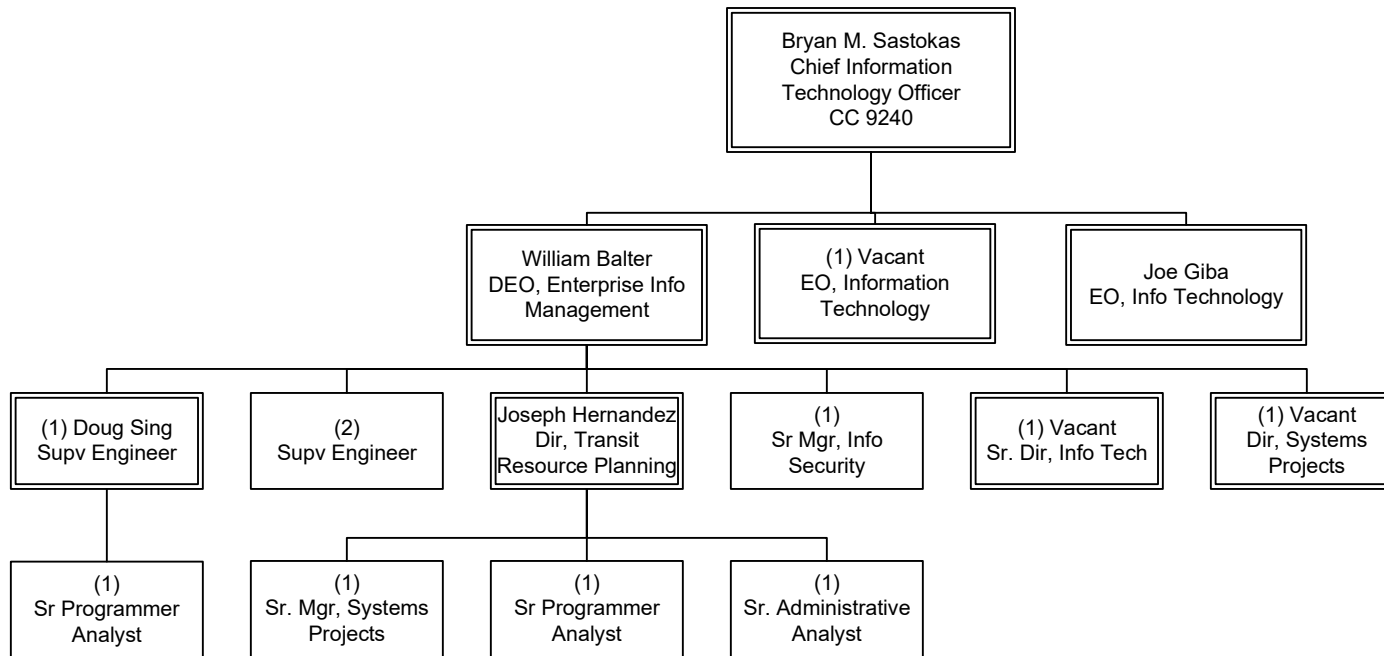 Bryan M. Sastokas
Chief Information
Technology Officer
CC 9240
William Balter
DEO, Enterprise Info
Management
(1) Vacant
EO, Information
Technology
Joe Giba
EO, Info Technology
(1) Doug Sing
Supv Engineer
(2)
Supv Engineer
Joseph Hernandez
Dir, Transit
Resource Planning
(1)
Sr Mgr, Info
Security
(1) Vacant
Sr. Dir, Info Tech
(1) Vacant
Dir, Systems
Projects
(1)
Sr Programmer
Analyst
(1)
Sr. Mgr, Systems
Projects
(1)
Sr Programmer
Analyst
(1)
Sr. Administrative
Analyst